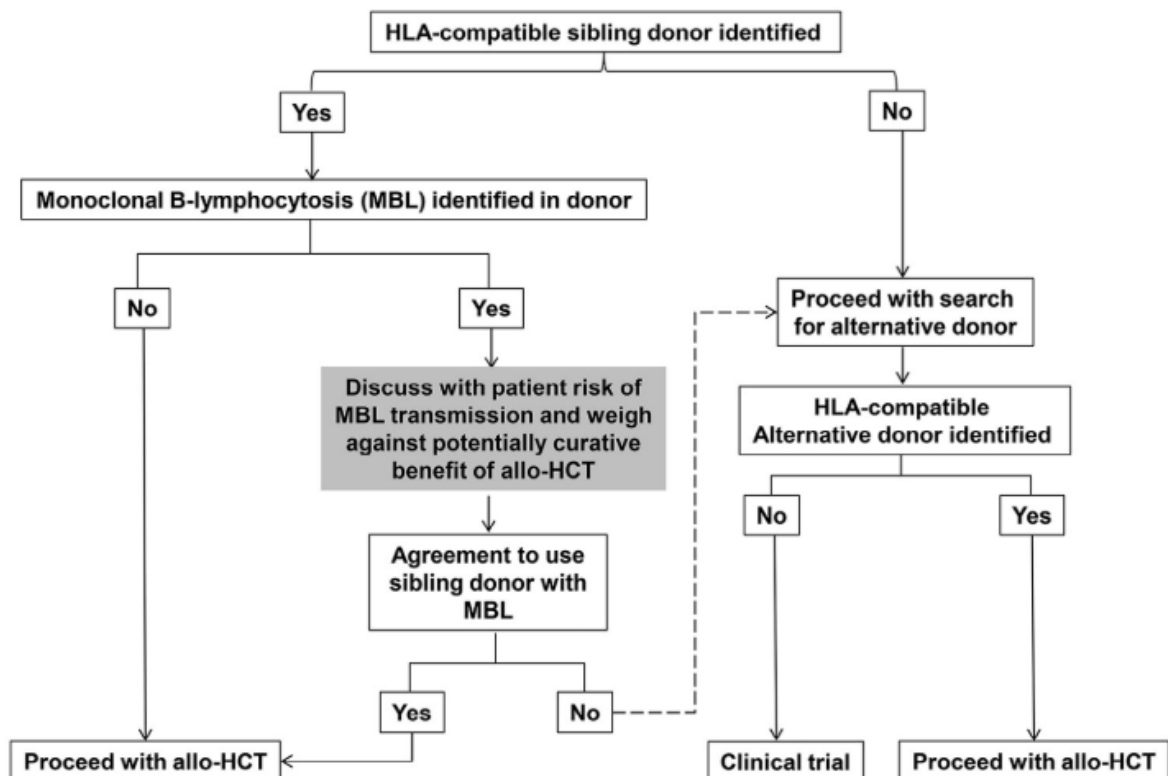 HLA-compatible sibling donor identified
Yes
No
Monoclonal B-lymphocytosis (MBL) identified in donor
No
Yes
Proceed with search
for alternative donor
Discuss with patient risk of
MBL transmission and weigh
against potentially curative
benefit of allo-HCT
HLA-compatible
Alternative donor identified
No
Yes
Agreement to use
sibling donor with
MBL
Yes
No
Proceed with allo-HCT
Clinical trial
Proceed with allo-HCT